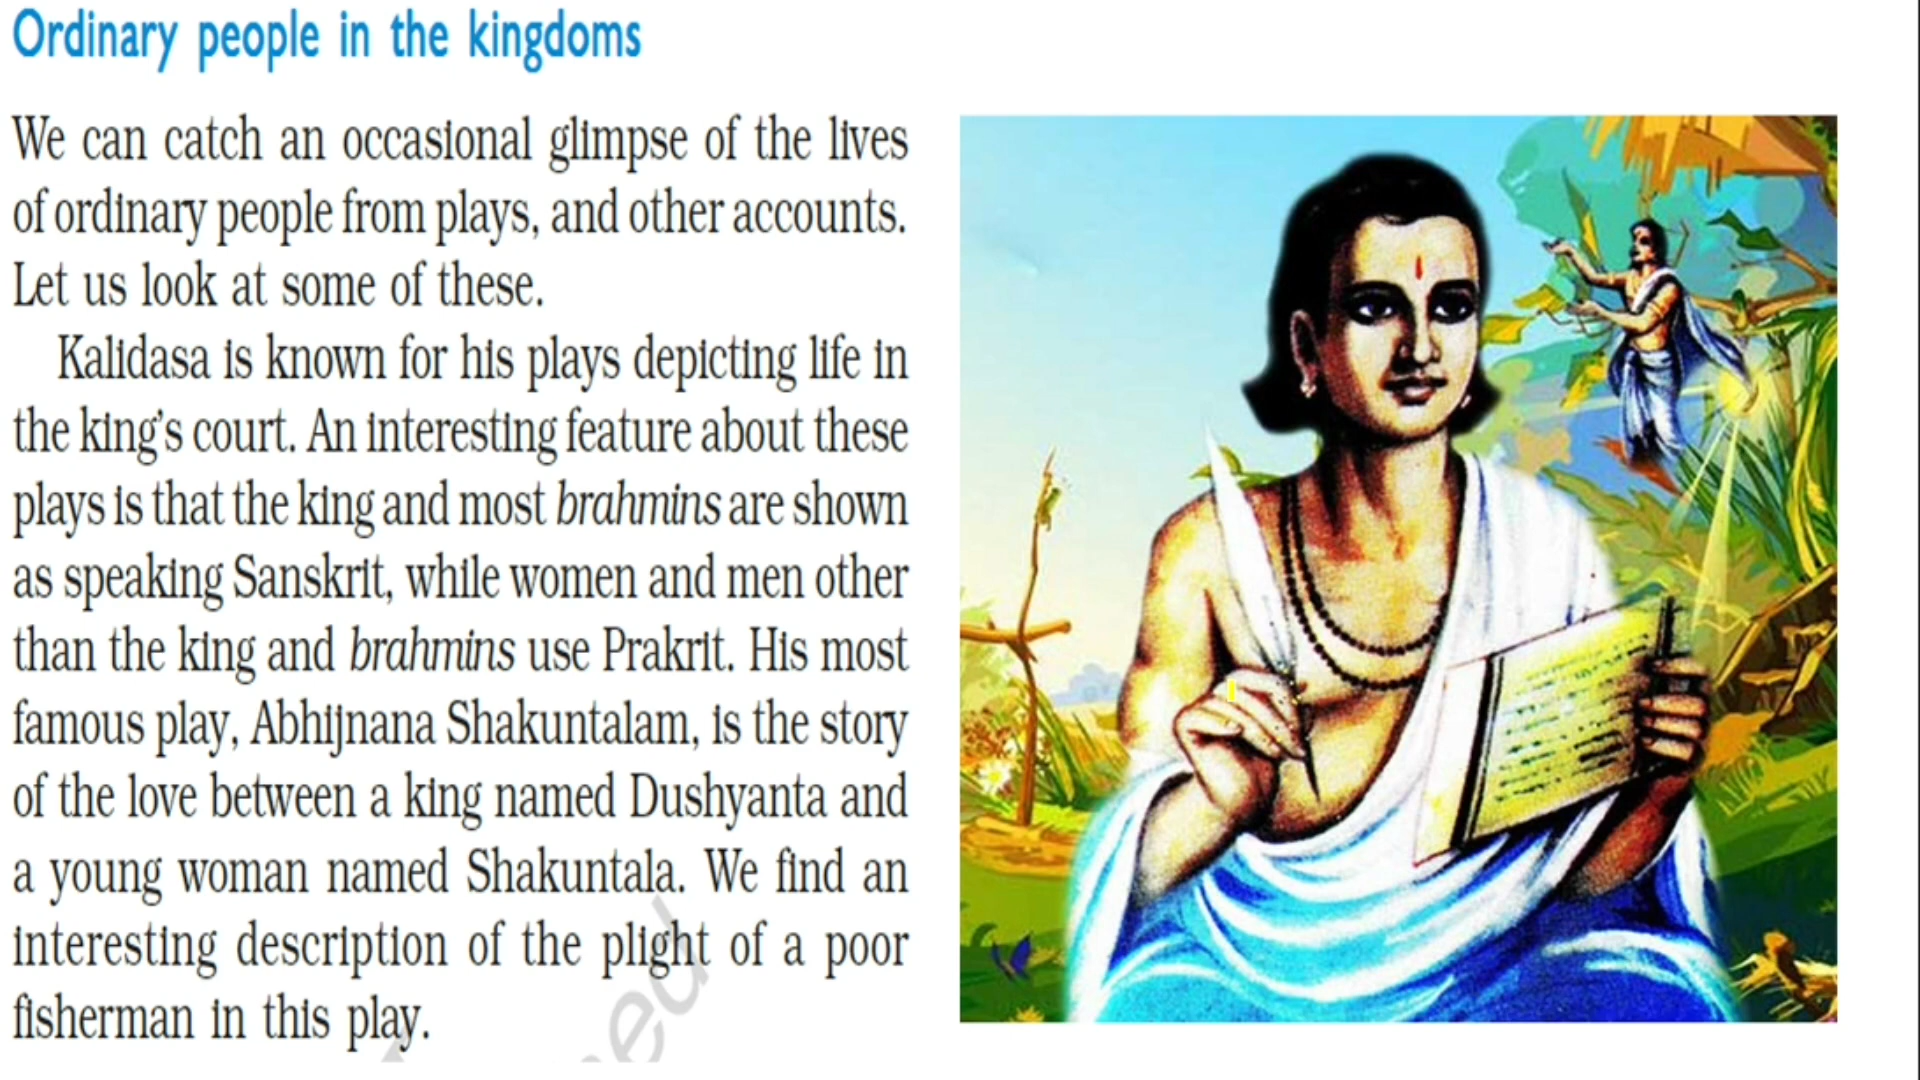 Ordinary people in the kingdoms
We can catch an occasional glimpse of the lives
of ordinary people from plays, and other accounts.
Let us look at some of these.
Kalidasa is known for his plays depicting life in
the king's court. An interesting feature about these
plays is that the king and most brahmins are shown
as speaking Sanskrit, while women and men other
than the king and brahmins use Prakrit. His most
famous play, Abhijnana Shakuntalam, is the story
of the love between a king named Dushyanta and
a young woman named Shakuntala. We find an
interesting description of the plight of a poor
fisherman in this play.